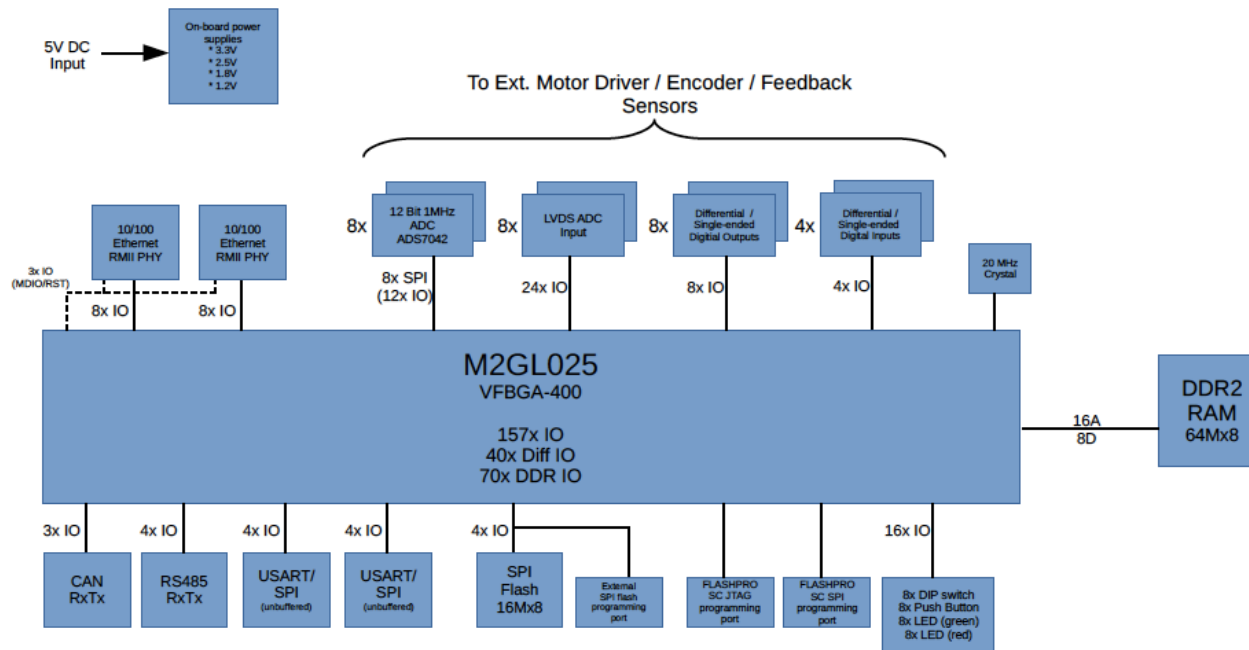 5V DC
Input
On-board power
supplies
* 3.3V
* 2.5V
* 1.8V
* 1.2V
To Ext. Motor Driver / Encoder / Feedback
Sensors
10/100
Ethernet
RMII PHY
10/100
Ethernet
RMII PHY
8x
12 Bit 1MHz
ADC
ADS7042
8x
LVDS ADC
Input
8x
Differential /
Single-ended
Digitial Outputs
4x
Differential /
Single-ended
Digital Inputs
20 MHz
Crystal
3x IO
(MDIO/RST)
8x IO
8x IO
8x SPI
(12x IO)
24x IO
8x IO
4x IO
M2GL025
VFBGA-400
157x IO
40x Diff IO
70x DDR IO
16A
8D
DDR2
RAM
64Mx8
3x IO
4x IO
4x IO
4x IO
4x IO
16x IO
CAN
RxTx
RS485
RxTx
USART/
SPI
(unbuffered)
USART/
SPI
(unbuffered)
SPI
Flash
16Mx8
External
SPI flash
programming
port
FLASHPRO
SC JTAG
programming
port
FLASHPRO
SC SPI
programming
port
8x DIP switch
8x Push Button
8x LED (green)
8x LED (red)